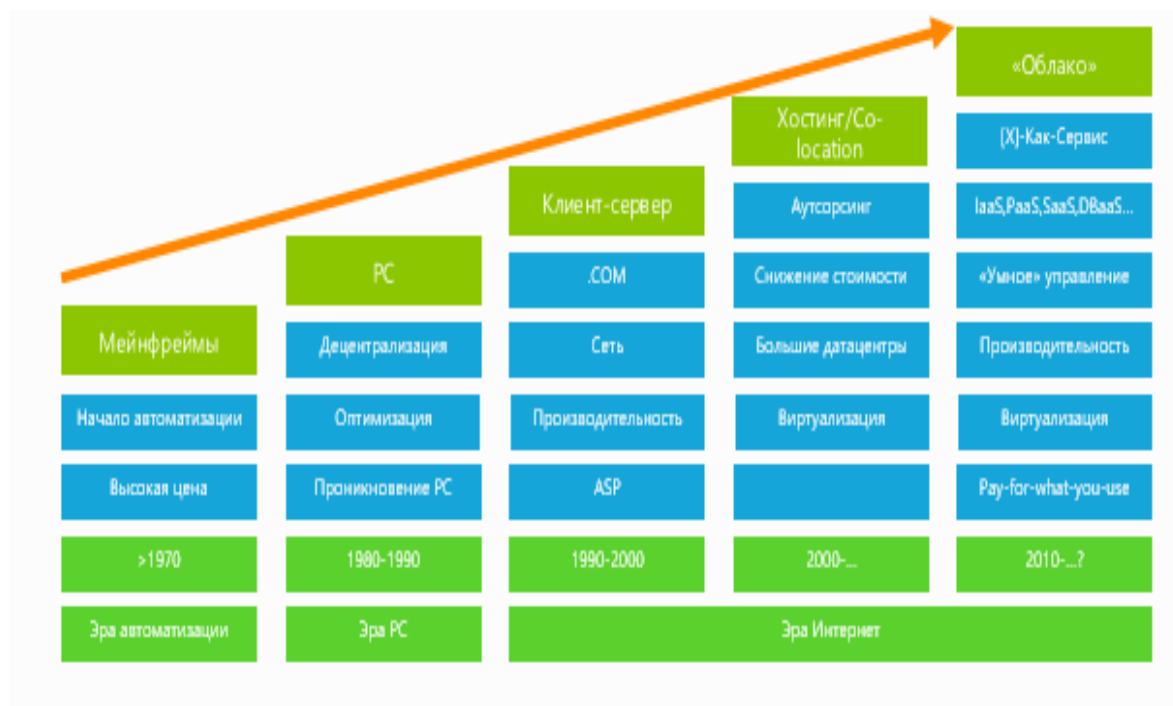 «Облако»
{X}-Как-Сервис
IaaS,PaaS,SaaS,DBaaS...
«Умное» управление
Производительность
Виртуализация
Pay-for-what-you-use
2010-...?
Хостинг/Co-
location
Аутсорсинг
Снижение стоимости
Большие датацентры
Виртуализация
2000-...
Клиент-сервер
.COM
Сеть
Производительность
ASP
1990-2000
Эра Интернет
PC
Децентрализация
Оптимизация
Проникновение PC
1980-1990
Эра PC
Мейнфреймы
Начало автоматизации
Высокая цена
>1970
Эра автоматизации